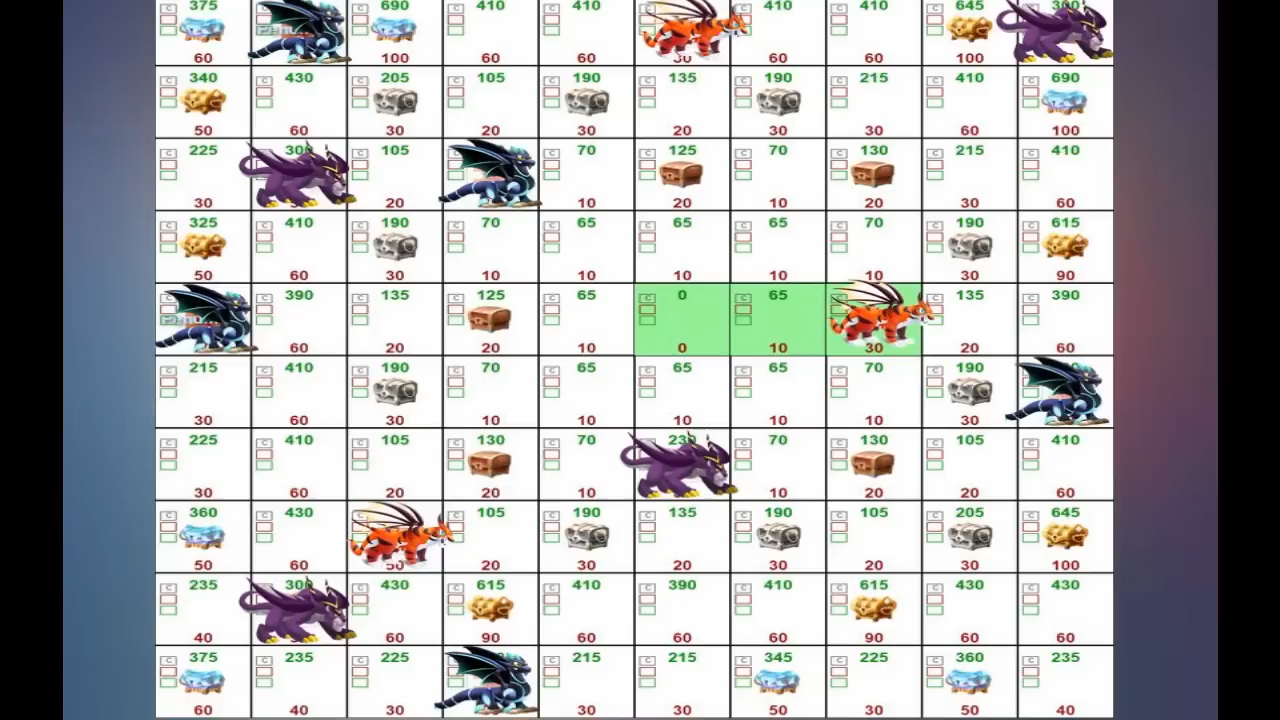 375 690 410 410 410 410 645 300
C C C C C C C
60 100 60 60 30 60 60 100 60
340 430 205 105 190 135 190 215 410 690
C C C C C C C C C C
50 60 30 20 30 20 30 30 60 100
225 300 105 70 125 70 130 215 410
C C C C C C C C
30 20 10 20 10 20 30 60
325 410 190 70 65 65 65 70 190 615
C C C C C C C C C C
50 60 30 10 10 10 10 10 30 90
390 135 125 65 0 65 135 390
C C C C C C C C C
60 20 20 10 0 10 30 20 60
215 410 190 70 65 65 65 70 190
C C C C C C C C C
30 60 30 10 10 10 10 10 30
225 410 105 130 70 230 70 130 105 410
C C C C C C C C C
30 60 20 20 10 10 20 20 60
360 430 105 190 135 190 105 205 645
C C C C C C C C C
50 60 50 20 30 20 30 20 30 100
235 300 430 615 410 390 410 615 430 430
C C C C C C C C C
40 60 90 60 60 60 90 60 60
375 235 225 215 215 345 225 360 235
C C C C C C C C C
60 40 30 30 30 50 30 50 40